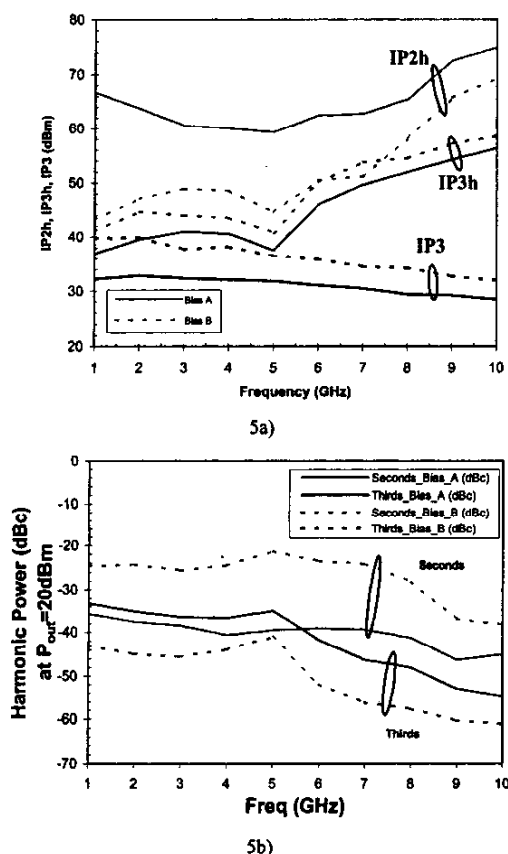 80
70
60
50
40
30
20
IP2h, IP3h, IP3 (dBm)
IP2h
IP3h
IP3
Bias A
Bias B
1 2 3 4 5 6 7 8 9 10
Frequency (GHz)
5a)
0
-10
-20
-30
-40
-50
-60
-70
Harmonic Power (dBc)
at Pout=20dBm
Seconds_Bias_A (dBc)
Thirds_Bias_A (dBc)
Seconds_Bias_B (dBc)
Thirds_Bias_B (dBc)
Seconds
Thirds
1 2 3 4 5 6 7 8 9 10
Freq (GHz)
5b)